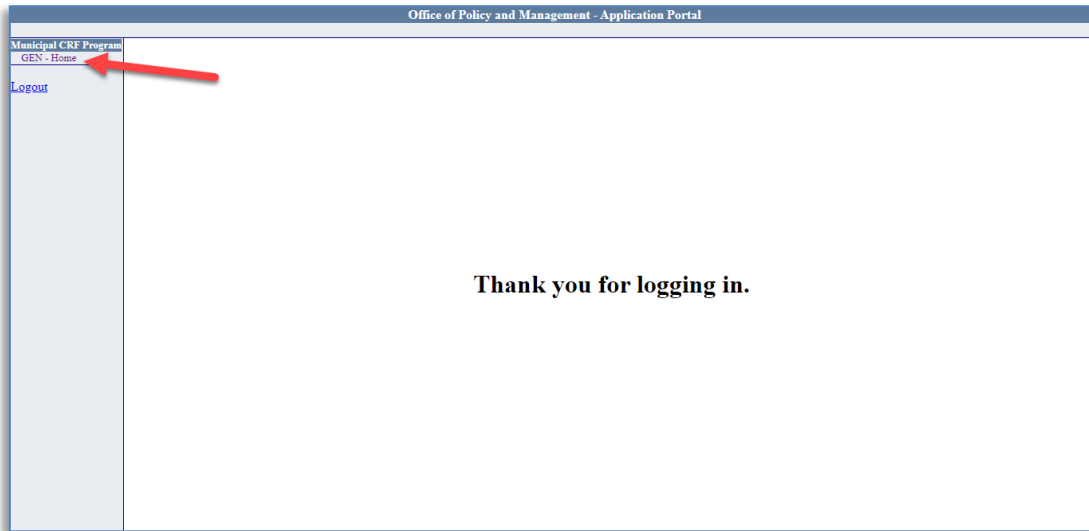 Office of Policy and Management - Application Portal
Municipal CRF Program
GEN - Home
Logout
Thank you for logging in.